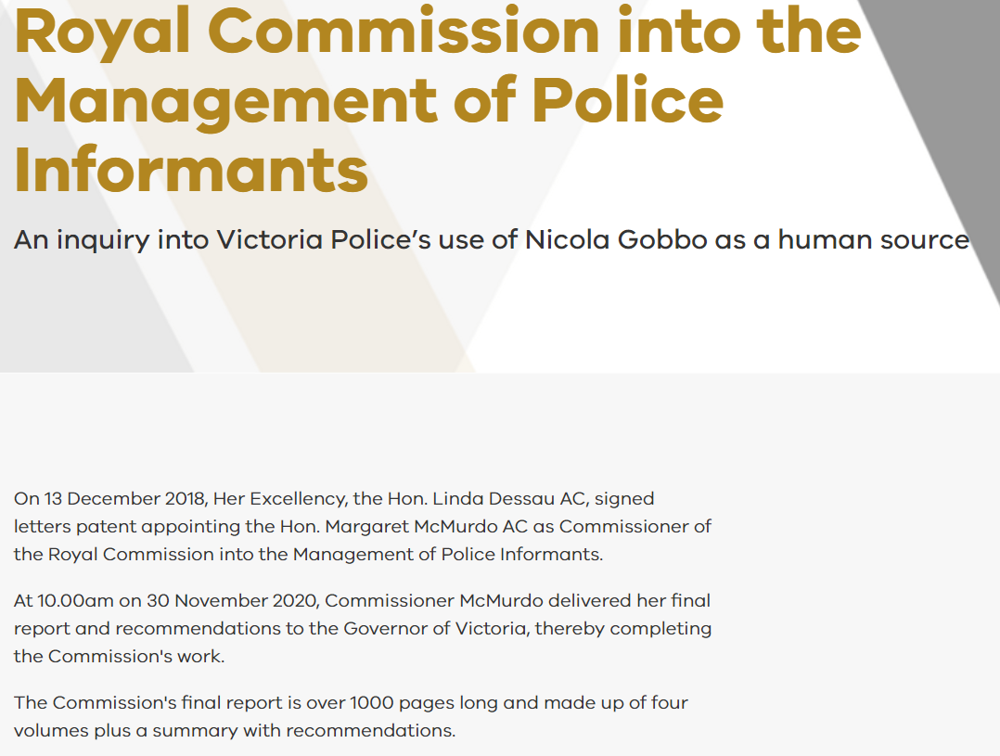 Royal Commission into the
Management of Police
Informants
An inquiry into Victoria Police’s use of Nicola Gobbo as a human source
On 13 December 2018, Her Excellency, the Hon. Linda Dessau AC, signed
letters patent appointing the Hon. Margaret McMurdo AC as Commissioner of
the Royal Commission into the Management of Police Informants.
At 10.00am on 30 November 2020, Commissioner McMurdo delivered her final
report and recommendations to the Governor of Victoria, thereby completing
the Commission's work.
The Commission's final report is over 1000 pages long and made up of four
volumes plus a summary with recommendations.